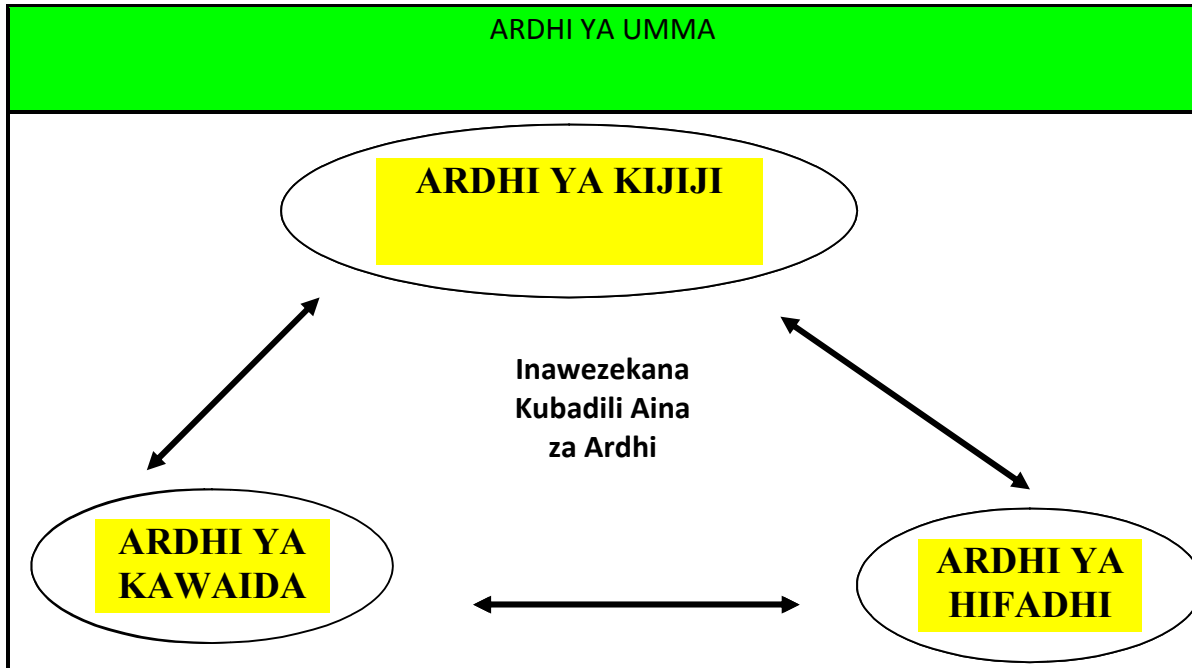 ARDHI YA UMMA
ARDHI YA KIJIJI
Inawezekana
Kubadili Aina
za Ardhi
ARDHI YA
KAWAIDA
ARDHI YA
HIFADHI